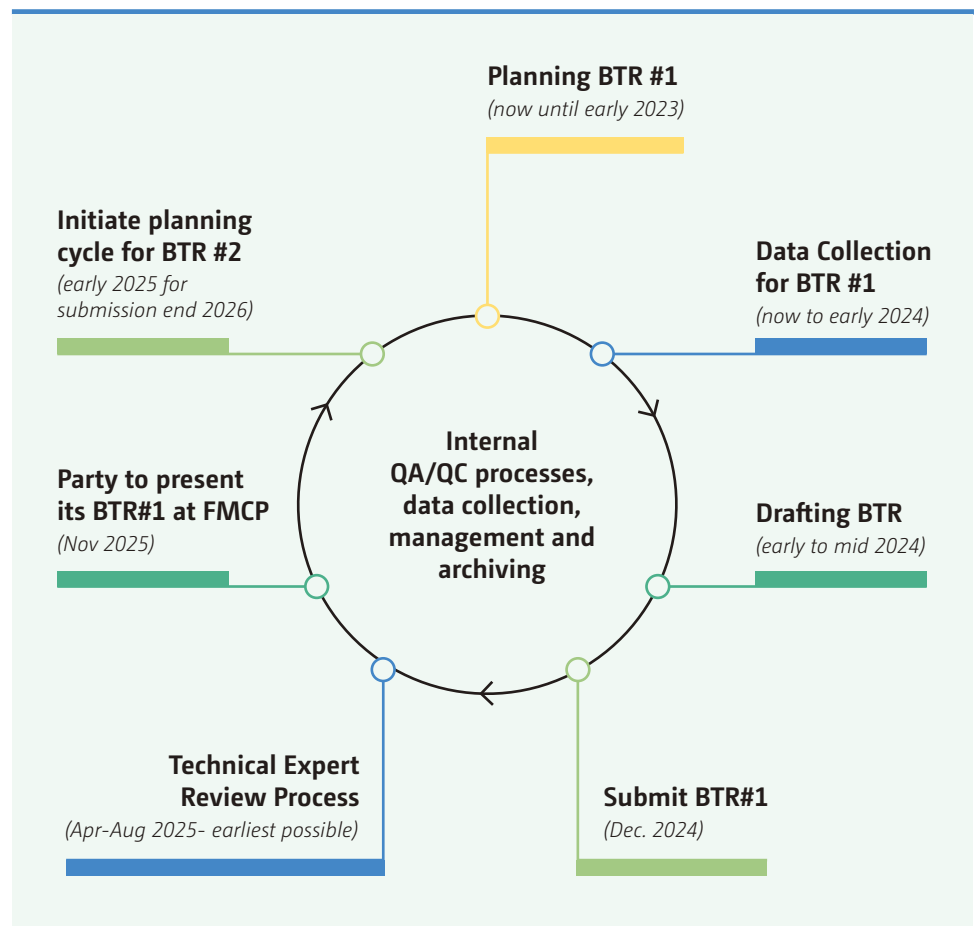 Planning BTR #1
(now until early 2023)
Data Collection
for BTR #1
(now to early 2024)
Drafting BTR
(early to mid 2024)
Submit BTR#1
(Dec. 2024)
Technical Expert
Review Process
(Apr-Aug 2025- earliest possible)
Party to present
its BTR#1 at FMCP
(Nov 2025)
Initiate planning
cycle for BTR #2
(early 2025 for
submission end 2026)
Internal
QA/QC processes,
data collection,
management and
archiving